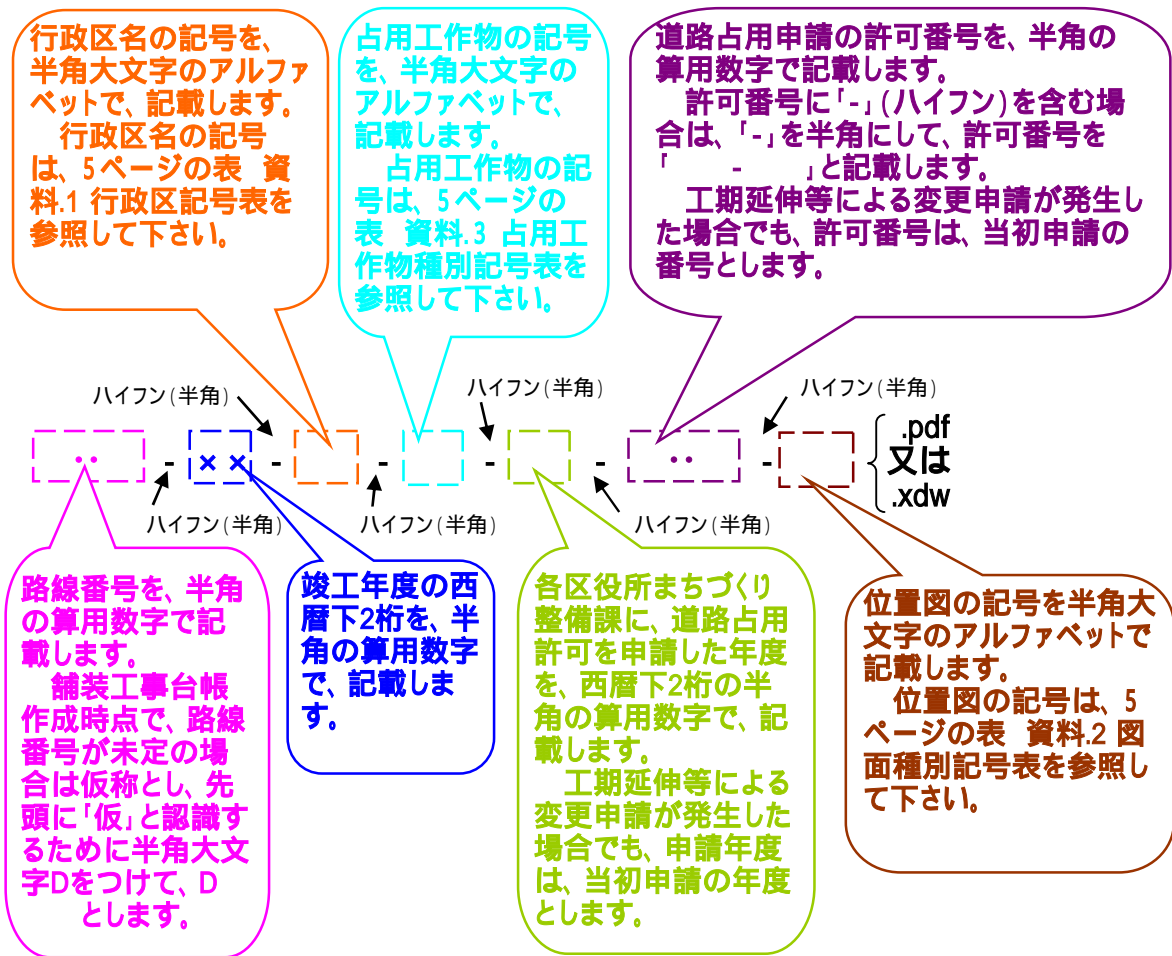 行政区名の記号を、
半角大文字のアルファ
ベットで、記載します。
行政区名の記号
は、5ページの表 資
料.1 行政区記号表を
参照して下さい。
占用工作物の記号
を、半角大文字の
アルファベットで、
記載します。
占用工作物の記
号は、5ページの
表 資料.3 占用工
作物種別記号表を
参照して下さい。
道路占用申請の許可番号を、半角の
算用数字で記載します。
許可番号に「-」(ハイフン)を含む場
合は、「-」を半角にして、許可番号を
「 - 」と記載します。
工期延伸等による変更申請が発生し
た場合でも、許可番号は、当初申請の
番号とします。
ハイフン(半角)
ハイフン(半角)
ハイフン(半角)
‥ - ×× - - - - ‥ - .pdf
又は
.xdw
ハイフン(半角)
ハイフン(半角)
ハイフン(半角)
路線番号を、半角
の算用数字で記
載します。
舗装工事台帳
作成時点で、路線
番号が未定の場
合は仮称とし、先
頭に「仮」と認識す
るために半角大文
字Dをつけて、D
とします。
竣工年度の西
暦下2桁を、半
角の算用数字
で、記載しま
す。
各区役所まちづくり
整備課に、道路占用
許可を申請した年度
を、西暦下2桁の半
角の算用数字で、記
載します。
工期延伸等による
変更申請が発生した
場合でも、申請年度
は、当初申請の年度
とします。
位置図の記号を半角大
文字のアルファベットで
記載します。
位置図の記号は、5
ページの表 資料.2 図
面種別記号表を参照し
て下さい。